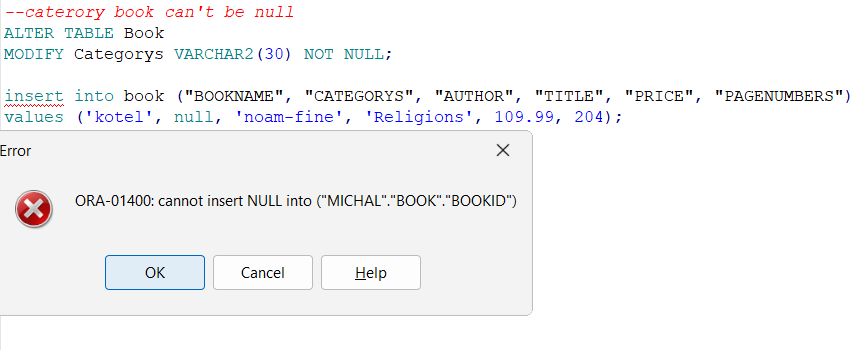 --caterory book can't be null
ALTER TABLE Book
MODIFY Categorys VARCHAR2(30) NOT NULL;
insert into book ("BOOKNAME", "CATEGORYS", "AUTHOR", "TITLE", "PRICE", "PAGENUMBERS")
values ('kotel', null, 'noam-fine', 'Religions', 109.99, 204);
Error
ORA-01400: cannot insert NULL into ("MICHAL"."BOOK"."BOOKID")
OK Cancel Help